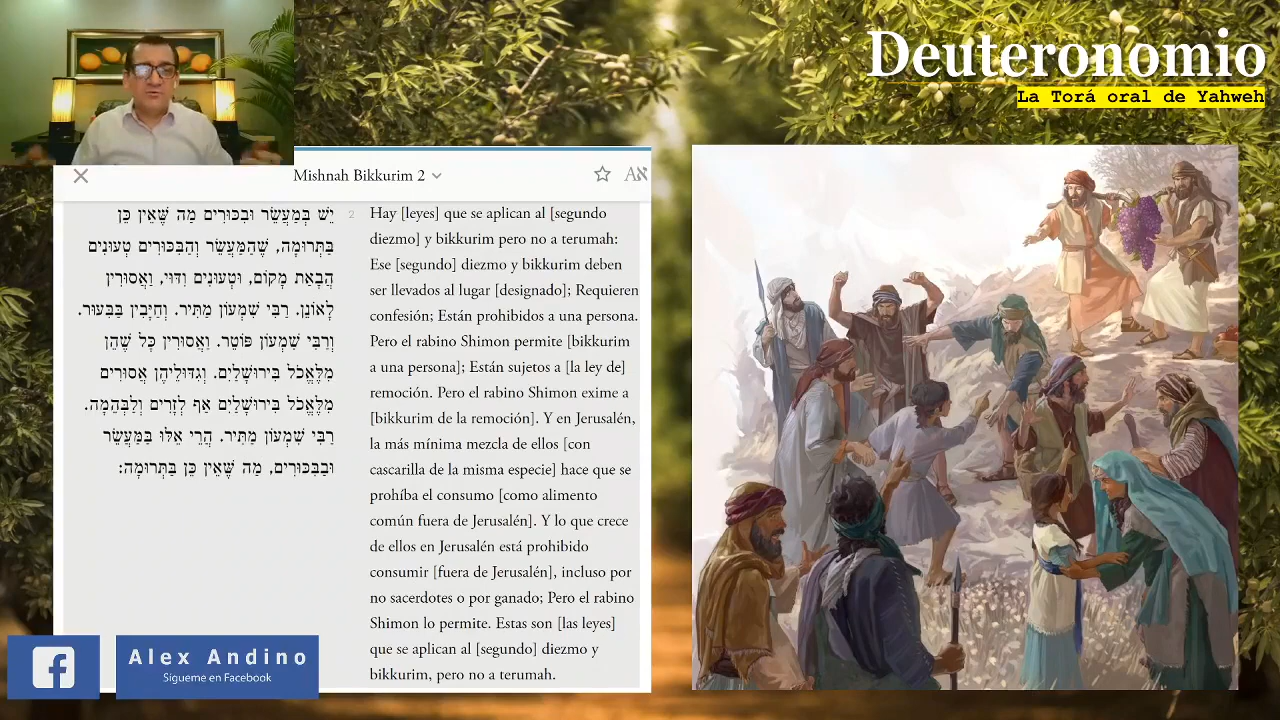 Deuteronomio
La Torá oral de Yahweh
Mishnah Bikkurim 2
Aא
יֵשׁ בְּמַעֲשֵׂר וּבִכּוּרִים מַה שֶּׁאֵין כֵּן
בַּתְּרוּמָה, שֶׁהַמַּעֲשֵׂר וְהַבִּכּוּרִים טְעוּנִים
הֲבָאַת מָקוֹם, וּטְעוּנִים וִדּוּי, וַאֲסוּרִין
לָאוֹנֵן. רַבִּי שִׁמְעוֹן מַתִּיר. וְחַיָּבִין בַּבִּעוּר.
וְרַבִּי שִׁמְעוֹן פּוֹטֵר. וַאֲסוּרִין כָּל שֶׁהֵן
מִלֶּאֱכֹל בִּירוּשָׁלַיִם. וְגִדּוּלֵיהֶן אֲסוּרִים
מִלֶּאֱכֹל בִּירוּשָׁלַיִם אַף לְזָרִים וְלַבְּהֵמָה.
רַבִּי שִׁמְעוֹן מַתִּיר. הֲרֵי אֵלּוּ בַּמַּעֲשֵׂר
וּבַבִּכּוּרִים, מַה שֶּׁאֵין כֵּן בַּתְּרוּמָה:
2
Hay [leyes] que se aplican al [segundo
diezmo] y bikkurim pero no a terumah:
Ese [segundo] diezmo y bikkurim deben
ser llevados al lugar [designado]; Requieren
confesión; Están prohibidos a una persona.
Pero el rabino Shimon permite [bikkurim
a una persona]; Están sujetos a [la ley de]
remoción. Pero el rabino Shimon exime a
[bikkurim de la remoción]. Y en Jerusalén,
la más mínima mezcla de ellos [con
cascarilla de la misma especie] hace que se
prohíba el consumo [como alimento
común fuera de Jerusalén]. Y lo que crece
de ellos en Jerusalén está prohibido
consumir [fuera de Jerusalén], incluso por
no sacerdotes o por ganado; Pero el rabino
Shimon lo permite. Estas son [las leyes]
que se aplican al [segundo] diezmo y
bikkurim, pero no a terumah.
Alex Andino
Sigueme en Facebook